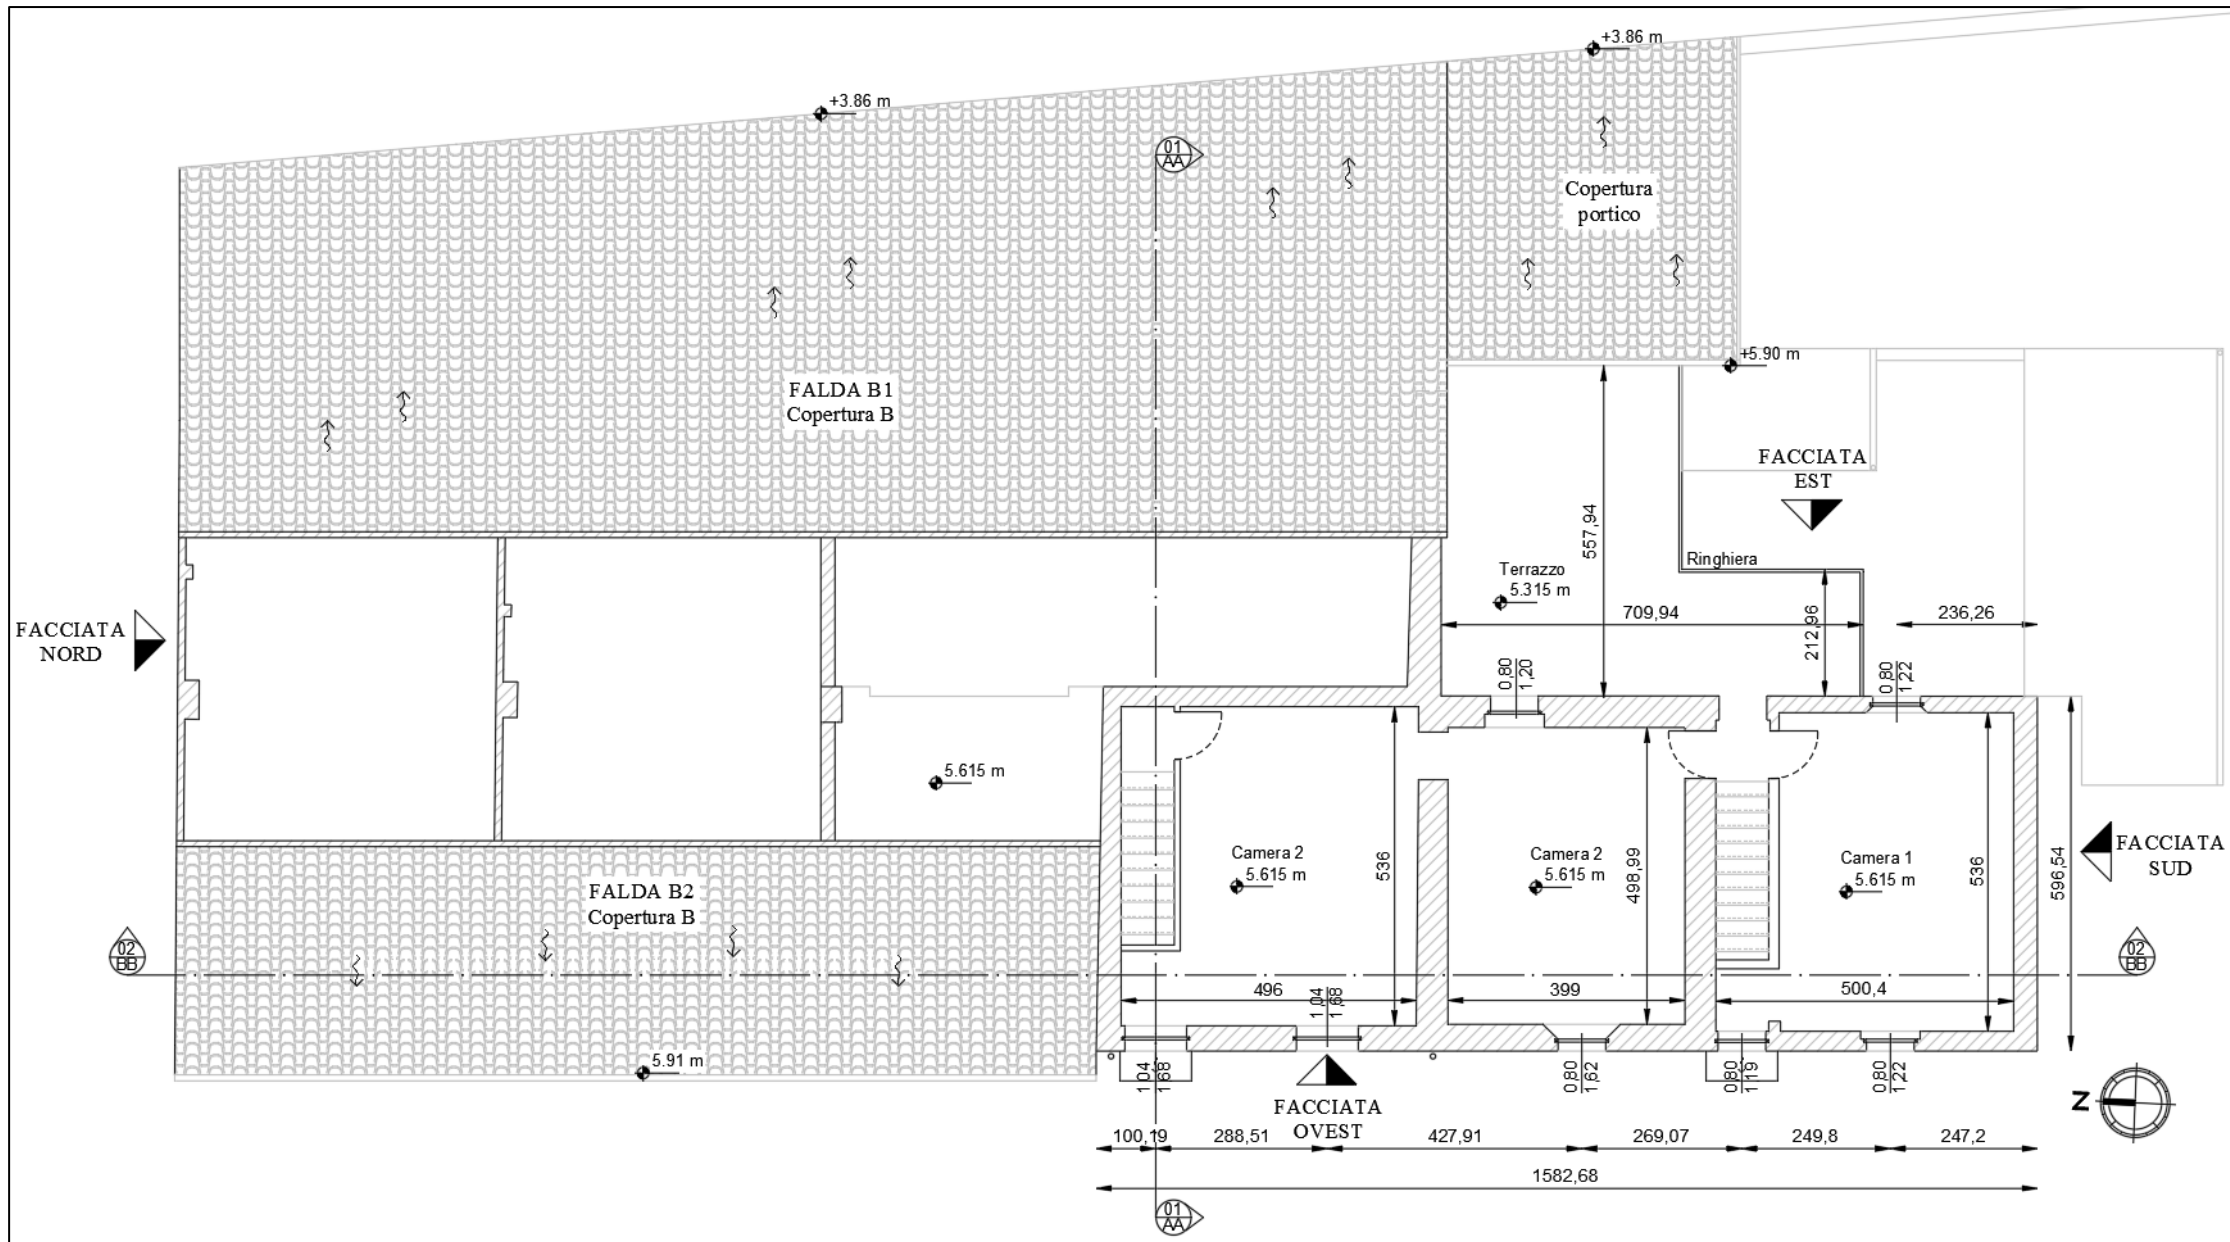 +3.86 m
+3.86 m
01
AA
Copertura
portico
+5.90 m
FALDA B1
Copertura B
FACCIATA
EST
557,94
Ringhiera
Terrazzo
5.315 m
709,94
212,96
236,26
FACCIATA
NORD
0,80
1,20
0,80
1,22
5.615 m
Camera 2
5.615 m
536
Camera 2
5.615 m
498,99
Camera 1
5.615 m
536
596,54
FACCIATA
SUD
FALDA B2
Copertura B
02
BB
02
BB
496
1,04
1,68
399
500,4
5.91 m
1,04
1,68
0,80
1,62
0,80
1,19
0,80
1,22
FACCIATA
OVEST
N
100,19
288,51
427,91
269,07
249,8
247,2
1582,68
01
AA